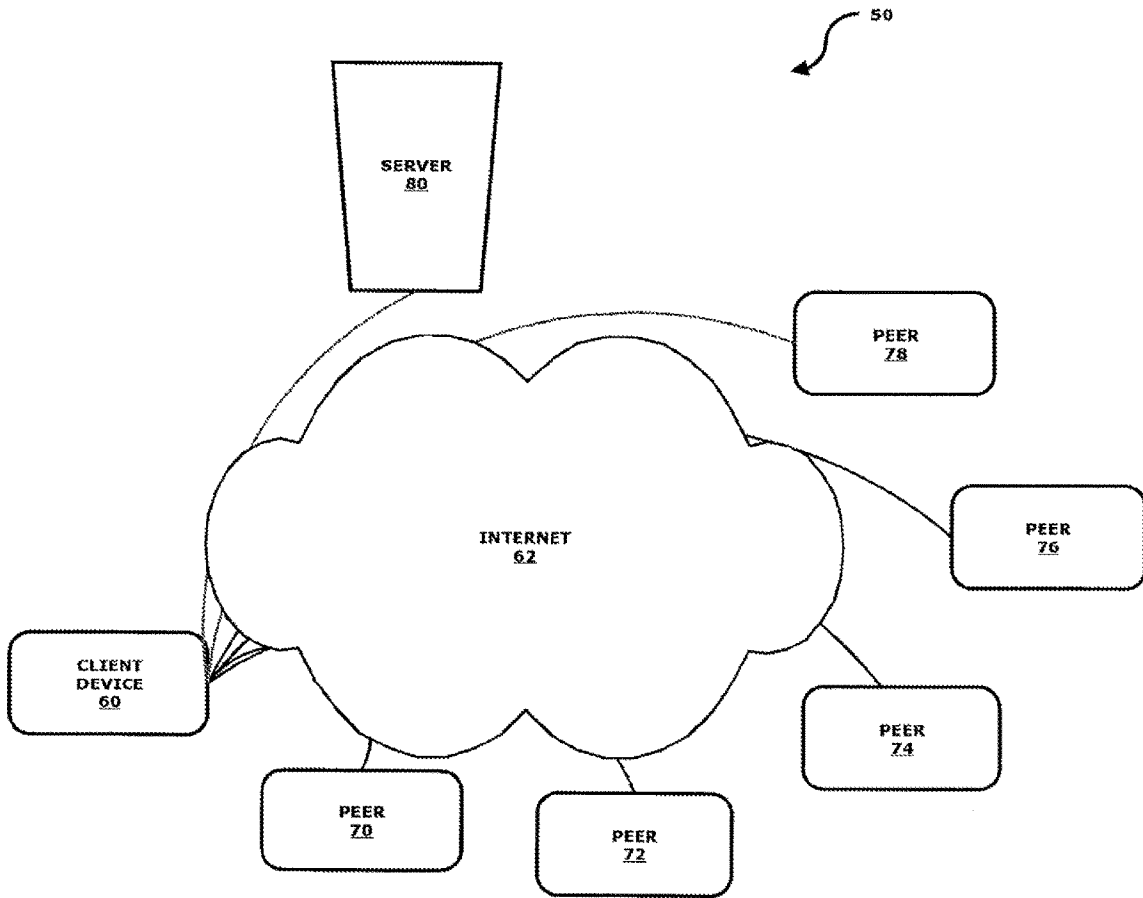 50
SERVER
80
PEER
78
INTERNET
62
PEER
76
CLIENT
DEVICE
60
PEER
74
PEER
70
PEER
72